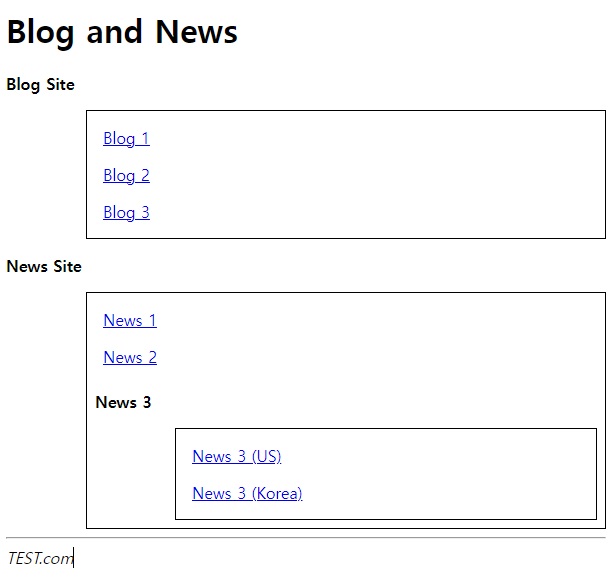 Blog and News
Blog Site
Blog 1
Blog 2
Blog 3
News Site
News 1
News 2
News 3
News 3 (US)
News 3 (Korea)
TEST.com